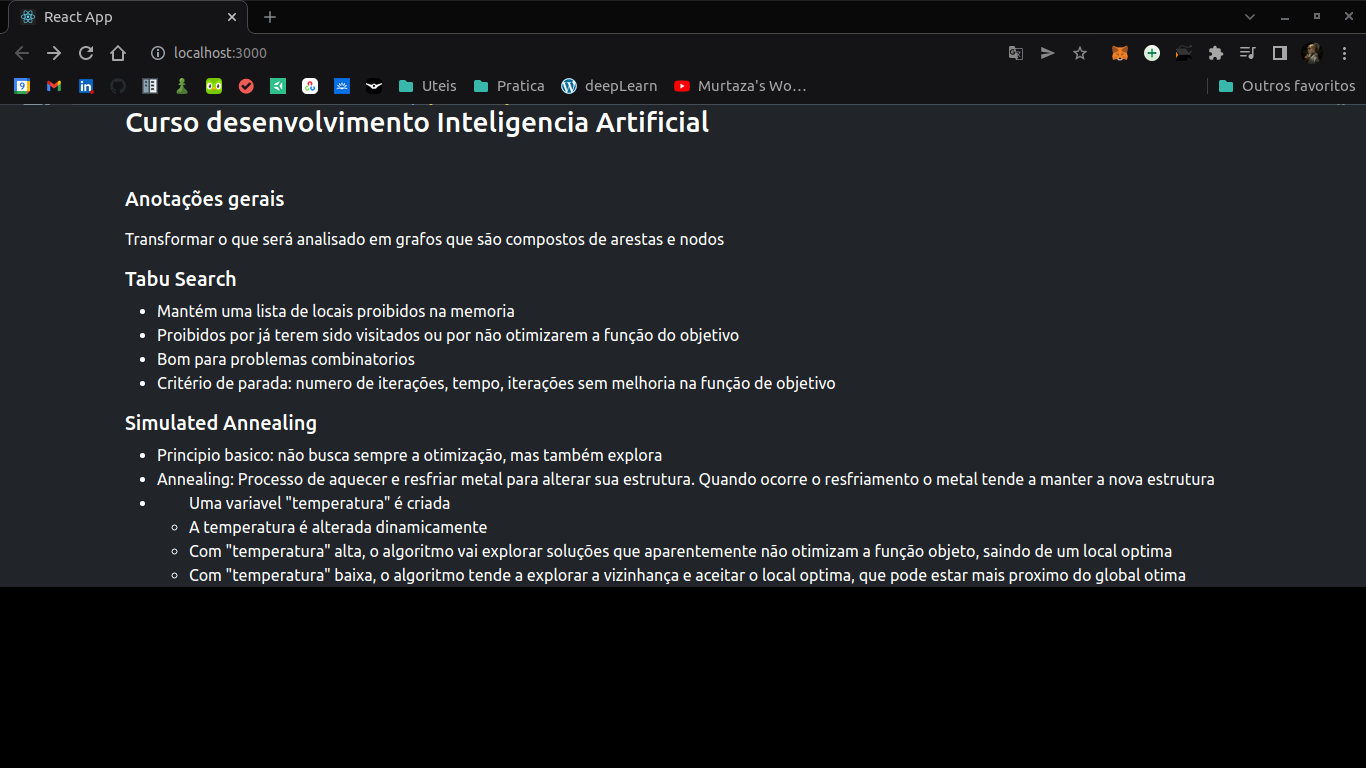 React App
localhost:3000
9
in
Uteis
Pratica
deepLearn
Murtaza's Wo...
Outros favoritos
Curso desenvolvimento Inteligencia Artificial
Anotações gerais
Transformar o que será analisado em grafos que são compostos de arestas e nodos
Tabu Search
Mantém uma lista de locais proibidos na memoria
Proibidos por já terem sido visitados ou por não otimizarem a função do objetivo
Bom para problemas combinatorios
Critério de parada: numero de iterações, tempo, iterações sem melhoria na função de objetivo
Simulated Annealing
Principio basico: não busca sempre a otimização, mas também explora
Annealing: Processo de aquecer e resfriar metal para alterar sua estrutura. Quando ocorre o resfriamento o metal tende a manter a nova estrutura
Uma variavel "temperatura" é criada
A temperatura é alterada dinamicamente
Com "temperatura" alta, o algoritmo vai explorar soluções que aparentemente não otimizam a função objeto, saindo de um local optima
Com "temperatura" baixa, o algoritmo tende a explorar a vizinhança e aceitar o local optima, que pode estar mais proximo do global otima